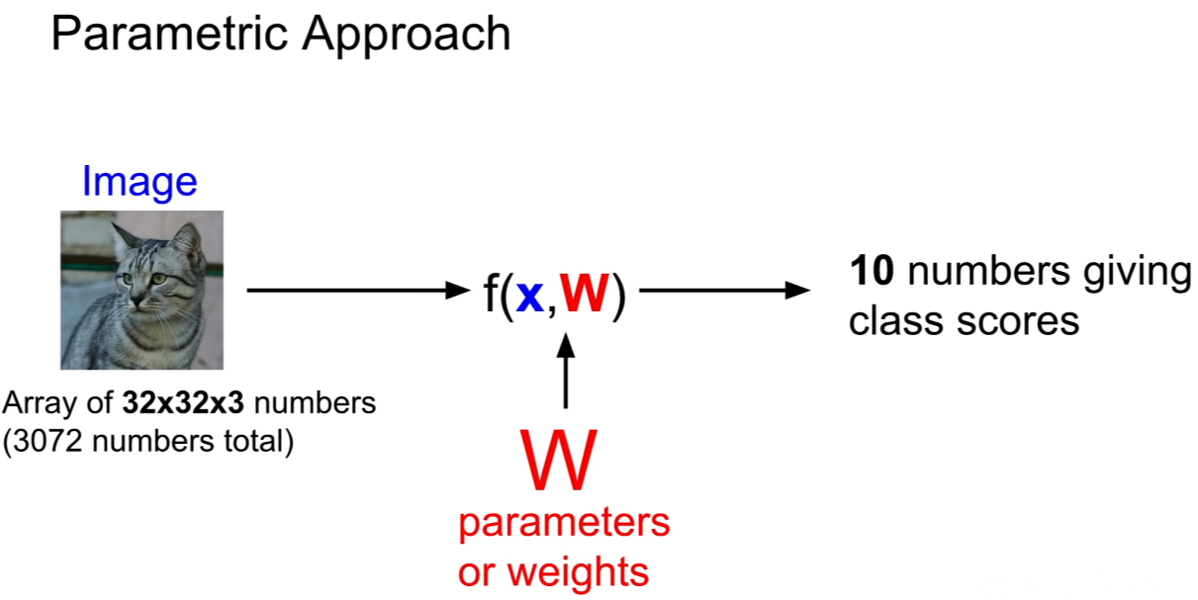 Parametric Approach
Image
f(x,W)
10 numbers giving
class scores
Array of 32x32x3 numbers
(3072 numbers total)
W
parameters
or weights